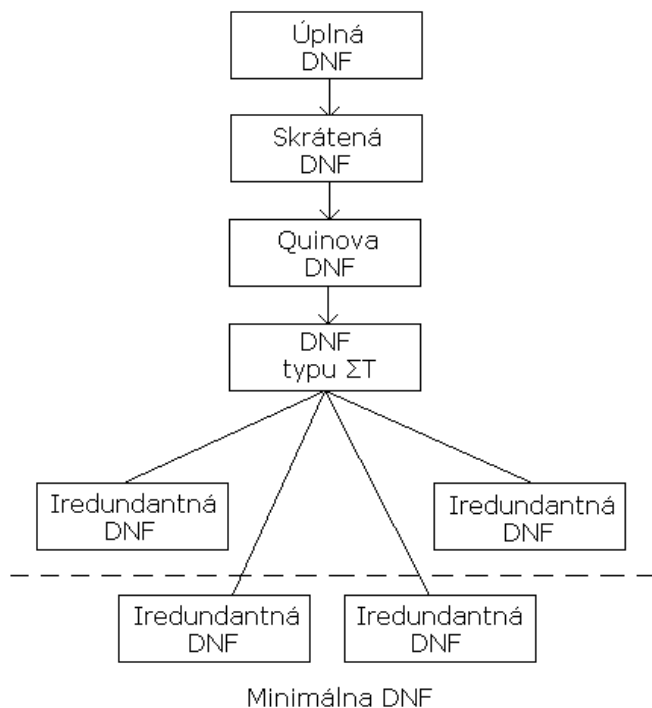 Úplná
DNF
Skrátená
DNF
Quinova
DNF
DNF
typu ΣT
Iredundantná
DNF
Iredundantná
DNF
Iredundantná
DNF
Iredundantná
DNF
Minimálna DNF